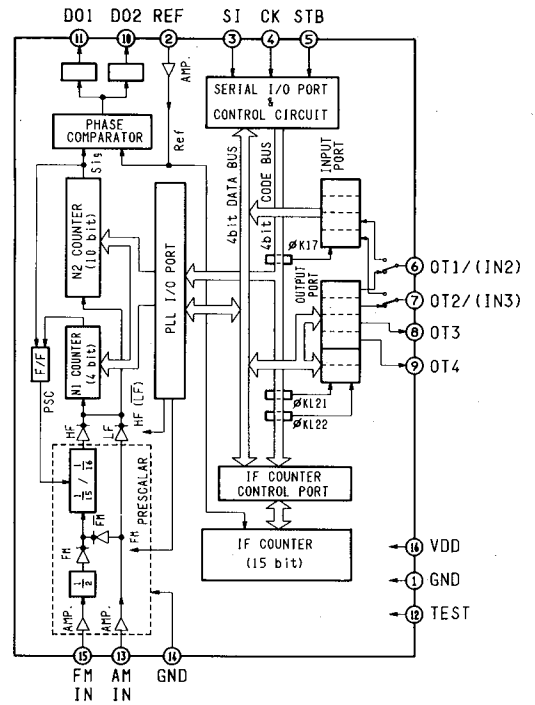 DO1 DO2 REF SI CK STB
11 10 2 3 4 5
AMP.
SERIAL I/O PORT
&
CONTROL CIRCUIT
PHASE
COMPARATOR
Ref
Sig
4bit DATA BUS
4bit CODE BUS
INPUT
PORT
N2 COUNTER
(10 bit)
PLL I/O PORT
øK17
6 OT1/(IN2)
OUTPUT
PORT
7 OT2/(IN3)
8 OT3
9 OT4
F/F
PSC
N1 COUNTER
(4 bit)
HF (LF)
øKL21
øKL22
HF
LF
1/15 / 1/16
PRESCALAR
IF COUNTER
CONTROL PORT
FM
FM
FM
IF COUNTER
(15 bit)
1/2
16 VDD
1 GND
12 TEST
AMP.
AMP.
15 13 14
FM
IN
AM
IN
GND